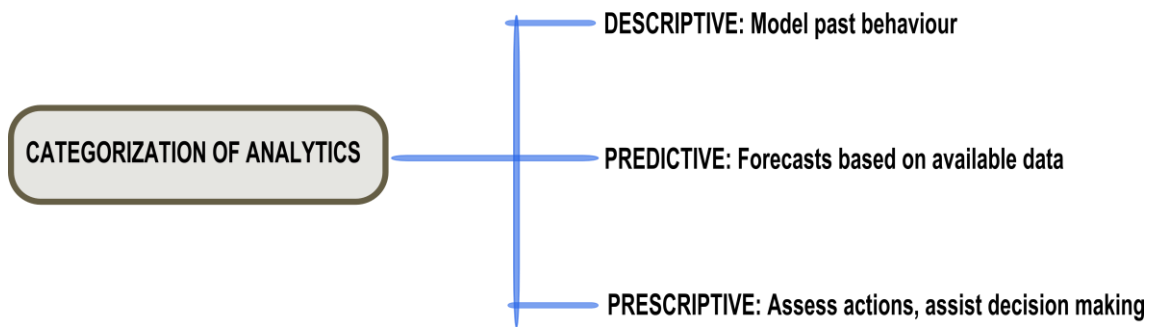 DESCRIPTIVE: Model past behaviour
CATEGORIZATION OF ANALYTICS
PREDICTIVE: Forecasts based on available data
PRESCRIPTIVE: Assess actions, assist decision making